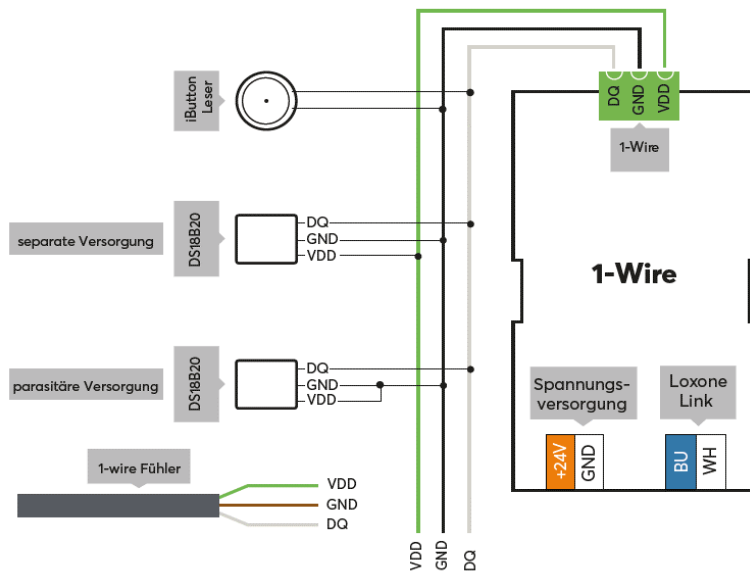 iButton
Leser
DQ
GND
VDD
1-Wire
separate Versorgung
DS18B20
DQ
GND
VDD
1-Wire
parasitäre Versorgung
DS18B20
DQ
GND
VDD
Spannungs-
versorgung
Loxone
Link
+24V
GND
BU
WH
1-wire Fühler
VDD
GND
DQ
VDD
GND
DQ